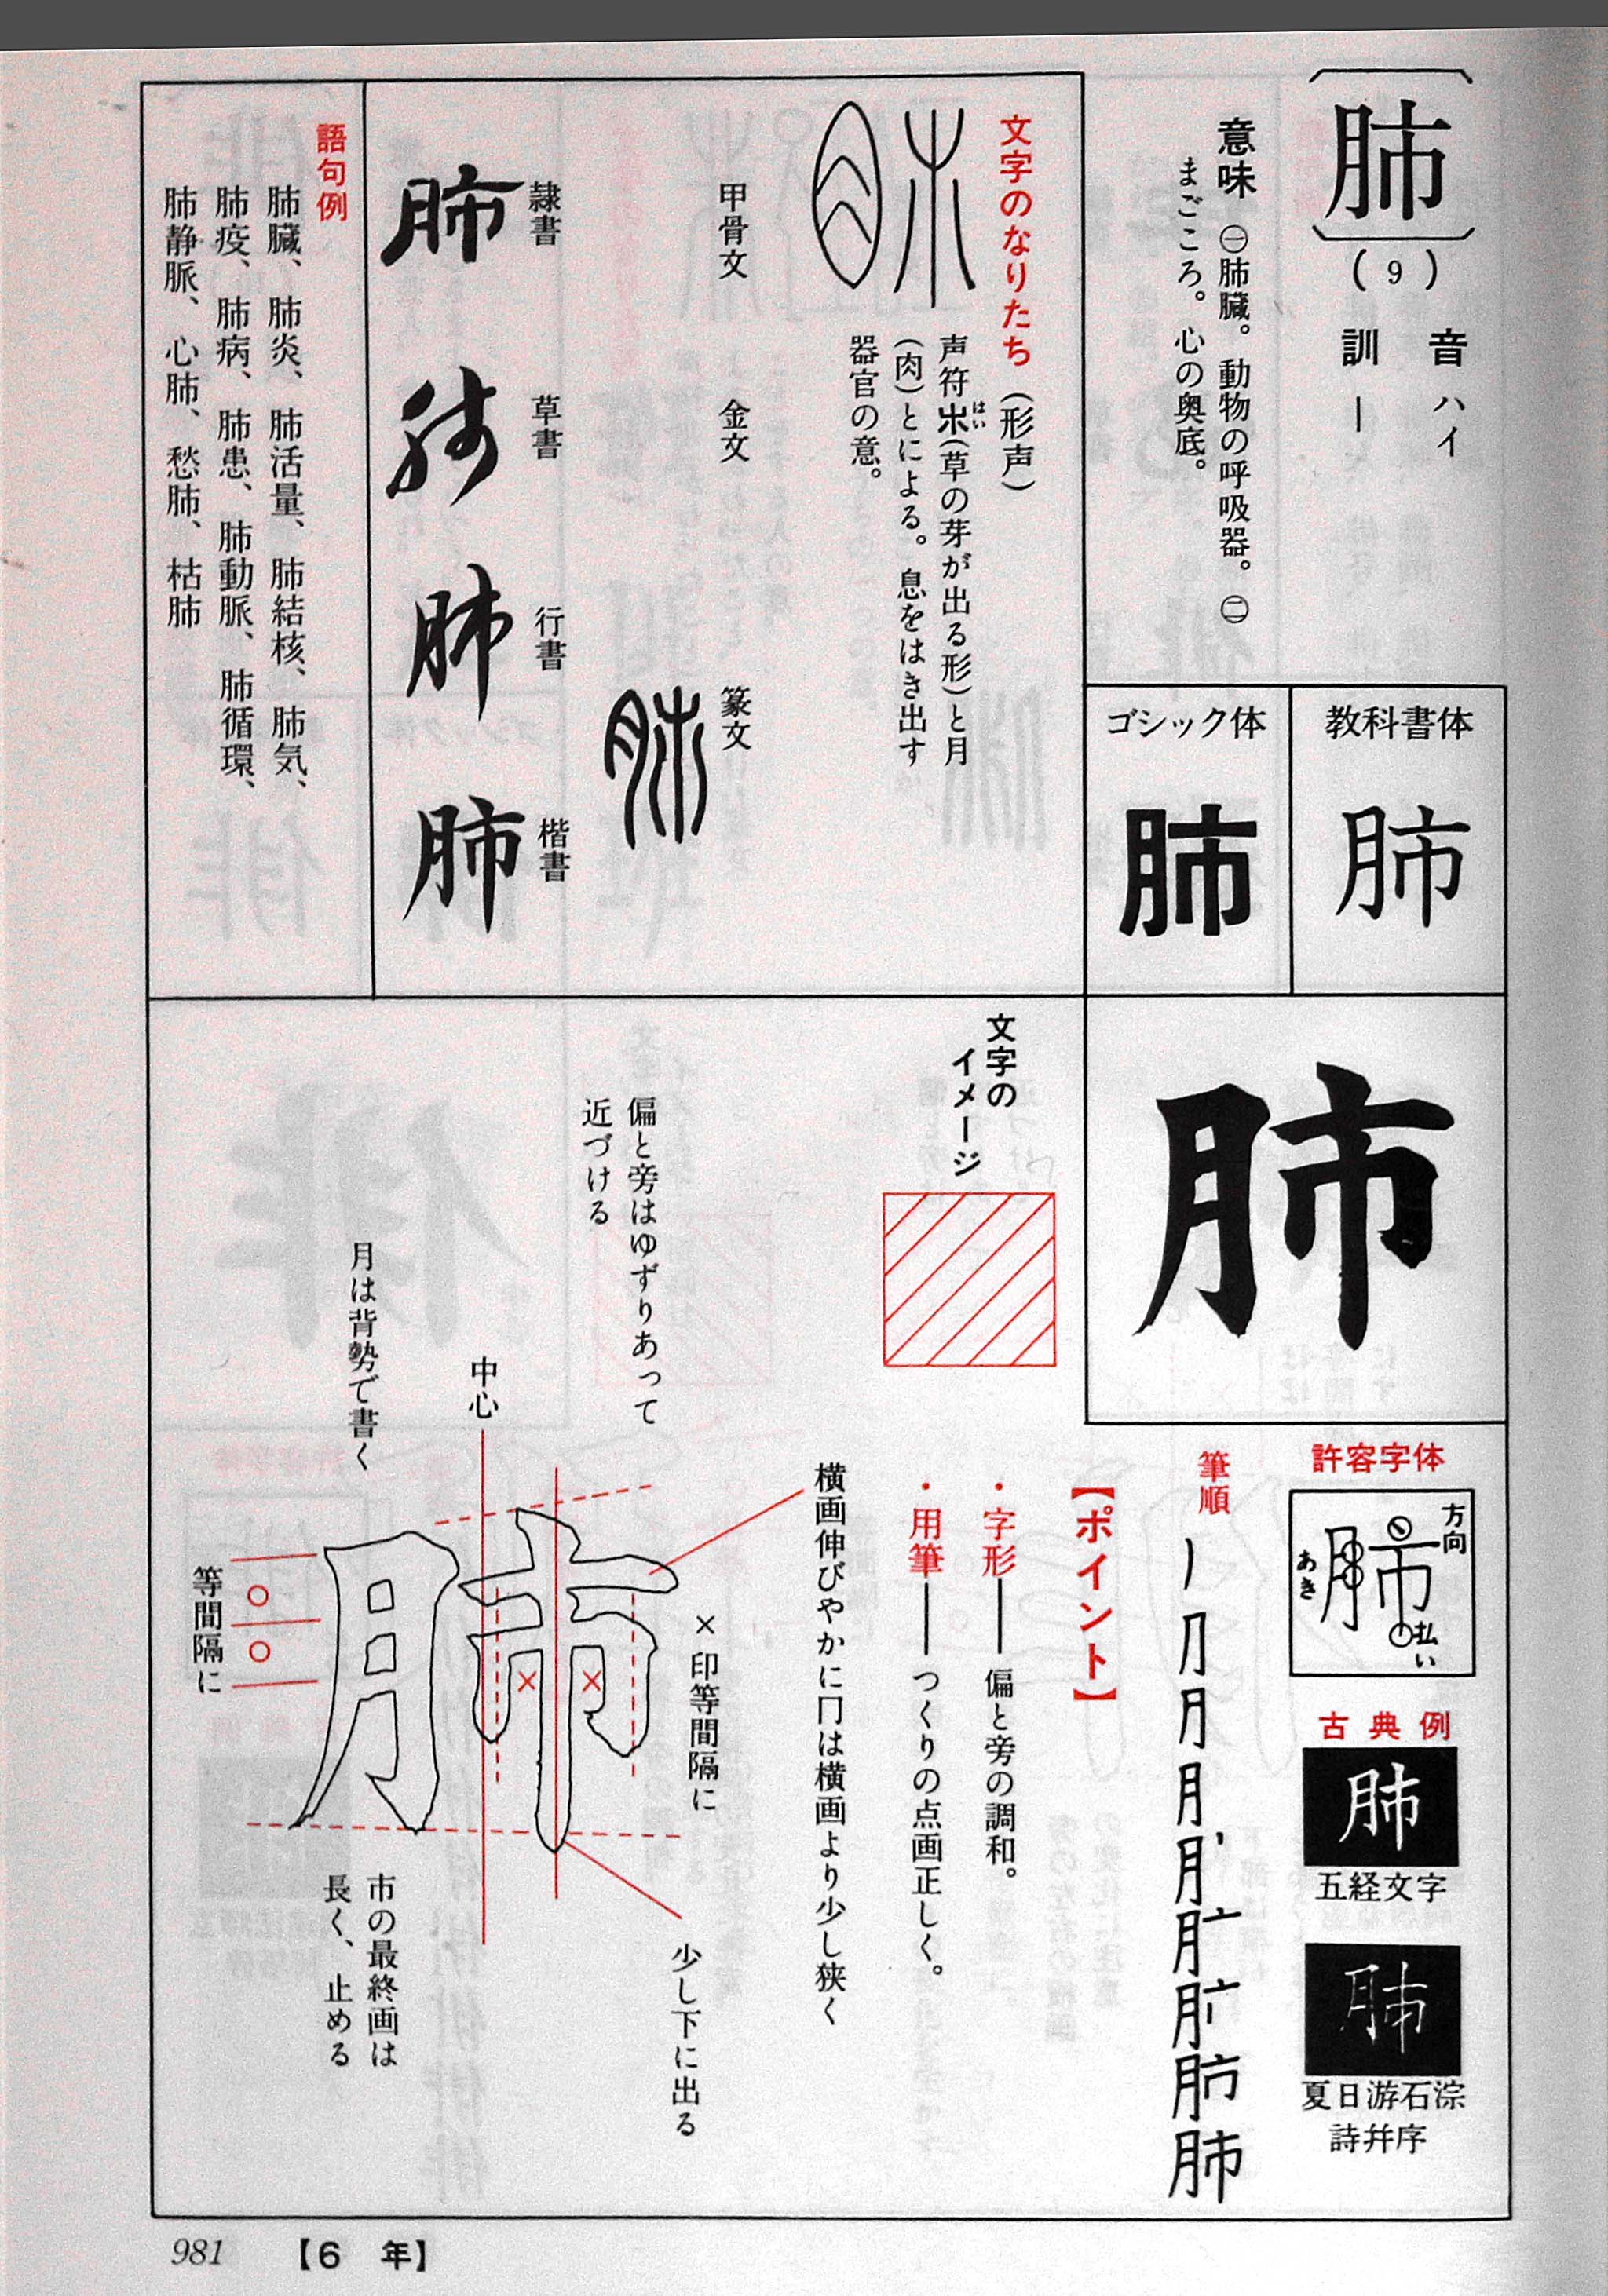 肺
(9)
音 ハイ
訓 ー
意味 ㊀肺臓。動物の呼吸器。㊁
まごころ。心の奥底。
教科書体
肺
ゴシック体
肺
文字のなりたち(形声)
声符𣎵はい(草の芽が出る形)と月
(肉)とによる。息をはき出す
器官の意。
甲骨文
金文
篆文
隷書
肺
草書
肺
行書
肺
楷書
肺
語句例
肺臓、肺炎、肺活量、肺結核、肺気、
肺疫、肺病、肺患、肺動脈、肺循環、
肺静脈、心肺、愁肺、枯肺
肺
許容字体
方向
あき
払い
古典例
肺
五経文字
肺
夏日游石淙
詩并序
筆順
肺
【ポイント】
・字形━━偏と旁の調和。
・用筆━━つくりの点画正しく。
文字の
イメージ
横画伸びやかに冂は横画より少し狭く
×印等間隔に
少し下に出る
偏と旁はゆずりあって
近づける
中心
月は背勢で書く
市の最終画は
長く、止める
等間隔に
981 【6 年】